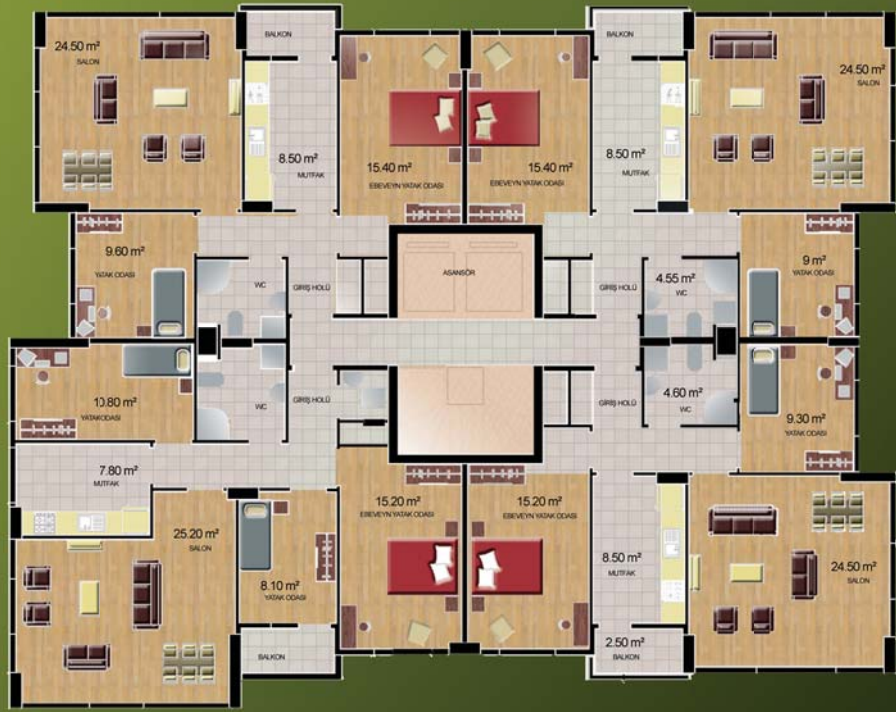 24.50 m²
SALON
BALKON
8.50 m²
MUTFAK
15.40 m²
EBEVEYN YATAK ODASI
15.40 m²
EBEVEYN YATAK ODASI
BALKON
8.50 m²
MUTFAK
24.50 m²
SALON
9.60 m²
YATAK ODASI
WC
GİRİŞ HOLÜ
ASANSÖR
GİRİŞ HOLÜ
4.55 m²
WC
9 m²
YATAK ODASI
10.80 m²
YATAKODASI
WC
GİRİŞ HOLÜ
GİRİŞ HOLÜ
4.60 m²
WC
9.30 m²
YATAK ODASI
7.80 m²
MUTFAK
25.20 m²
SALON
8.10 m²
YATAK ODASI
BALKON
15.20 m²
EBEVEYN YATAK ODASI
15.20 m²
EBEVEYN YATAK ODASI
8.50 m²
MUTFAK
2.50 m²
BALKON
24.50 m²
SALON